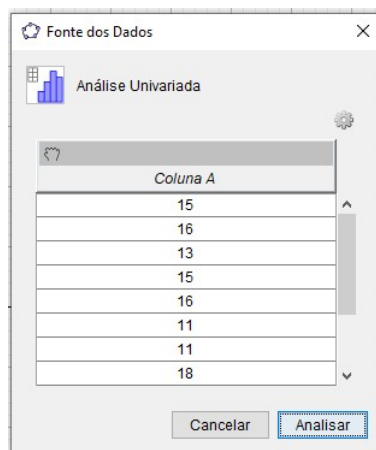 Fonte dos Dados
Análise Univariada
Coluna A
15
16
13
15
16
11
11
18
Cancelar
Analisar